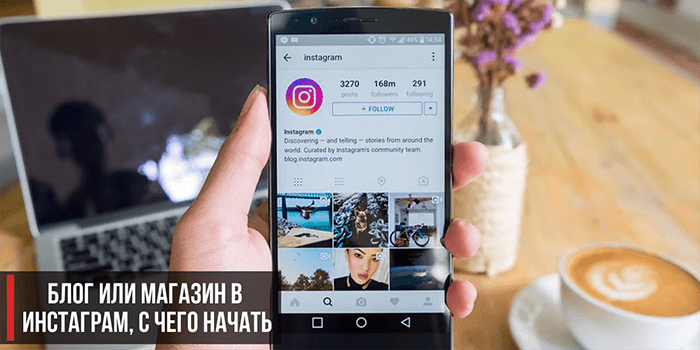 46% 14:54
instagram
3270 168m 291
posts followers following
+ FOLLOW
Instagram
Discovering — and telling — stories from around the
world. Curated by Instagram's community team.
blog.instagram.com
БЛОГ ИЛИ МАГАЗИН В
ИНСТАГРАМ, С ЧЕГО НАЧАТЬ